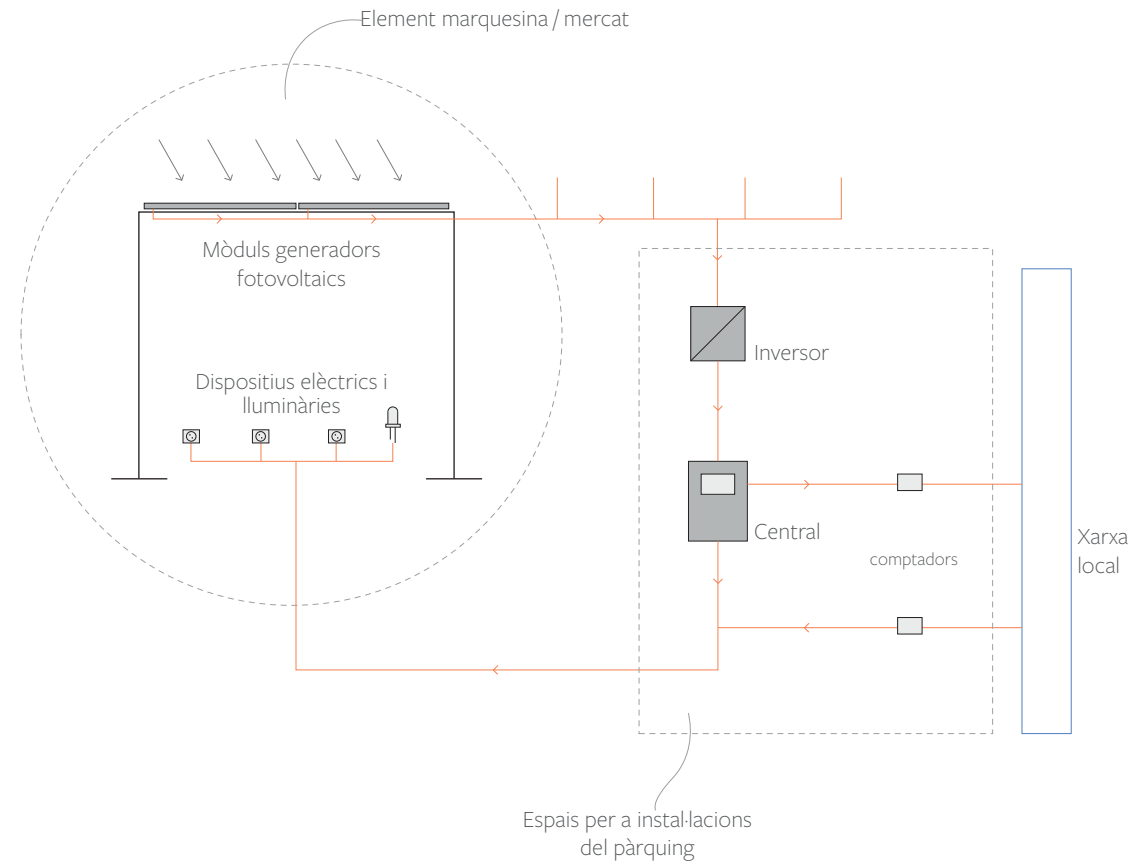 Element marquesina / mercat
Mòduls generadors
fotovoltaics
Inversor
Dispositius elèctrics i
lluminàries
Central
Xarxa
local
comptadors
Espais per a instal·lacions
del pàrquing